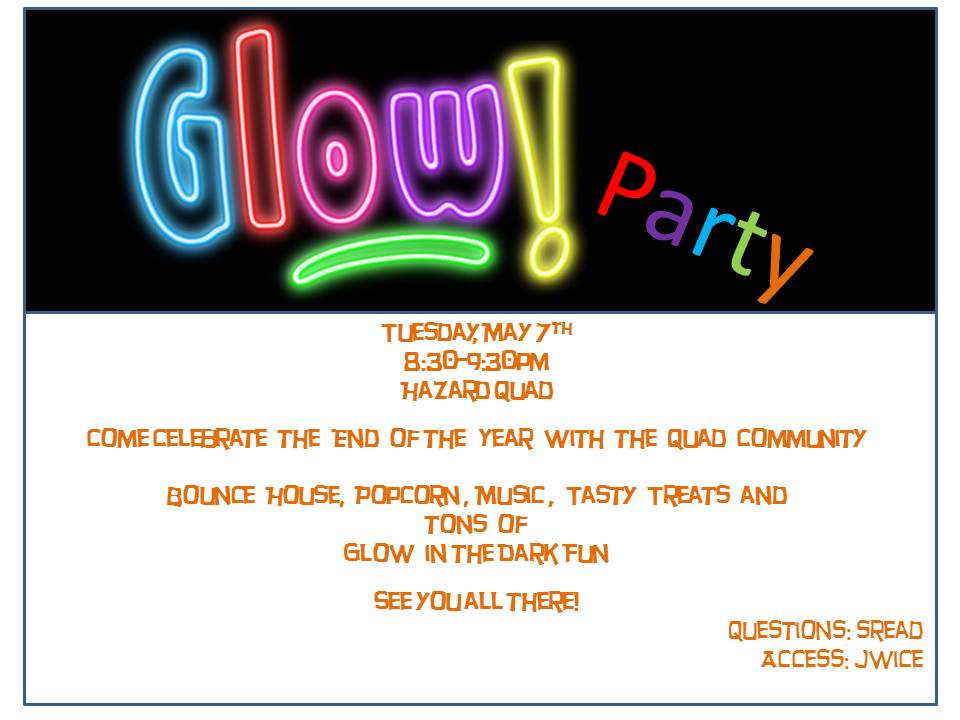 Glow! Party
TUESDAY, MAY 7TH
8:30-9:30PM
HAZARD QUAD
COME CELEBRATE THE END OF THE YEAR WITH THE QUAD COMMUNITY
BOUNCE HOUSE, POPCORN, MUSIC, TASTY TREATS AND
TONS OF
GLOW IN THE DARK FUN
SEE YOU ALL THERE!
QUESTIONS: SREAD
ACCESS: JWICE